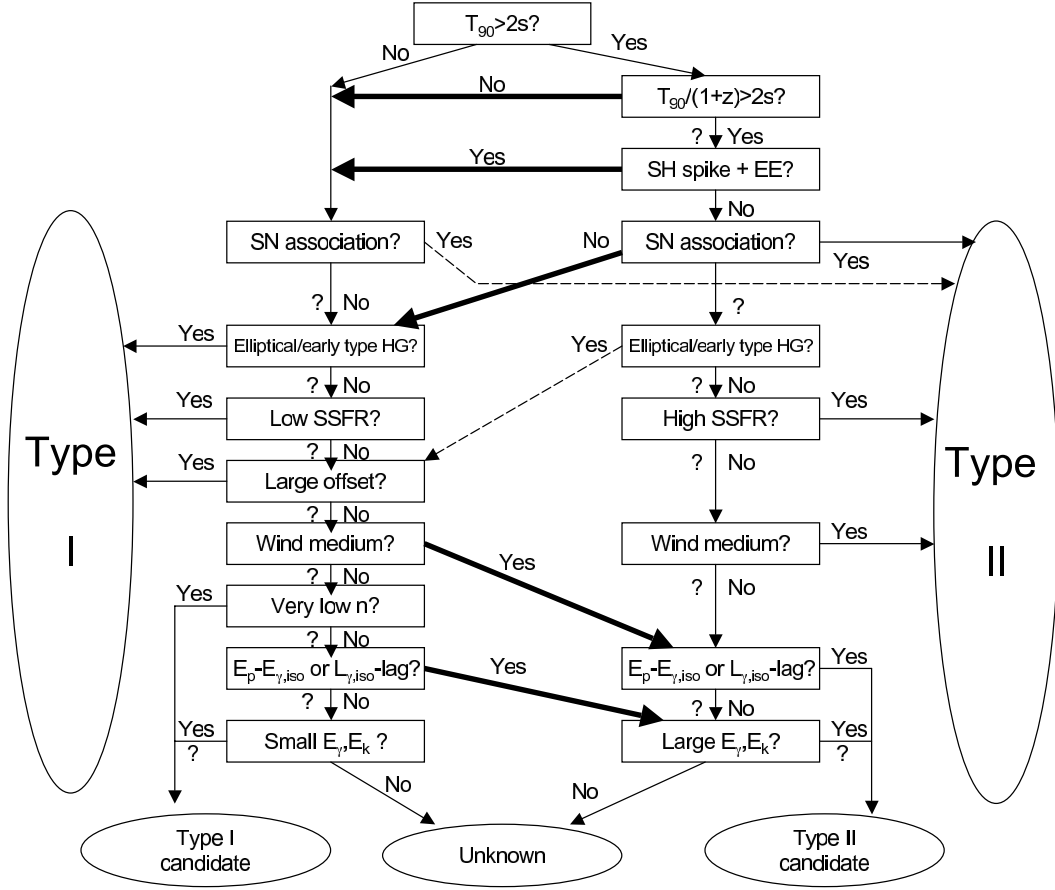 T90>2s?
No
Yes
No
T90/(1+z)>2s?
? Yes
Yes
SH spike + EE?
No
SN association?
Yes
No
SN association?
Yes
? No
?
Yes
Elliptical/early type HG?
Yes
Elliptical/early type HG?
? No
? No
Yes
Low SSFR?
High SSFR?
Yes
? No
Type
I
Yes
Large offset?
? No
Type
II
? No
Wind medium?
Yes
Wind medium?
Yes
? No
Yes
Very low n?
? No
? No
Ep-Eγ,iso or Lγ,iso-lag?
Yes
Ep-Eγ,iso or Lγ,iso-lag?
Yes
? No
? No
Yes
?
Small Eγ,Ek ?
Large Eγ,Ek?
Yes
?
No
No
Type I
candidate
Unknown
Type II
candidate